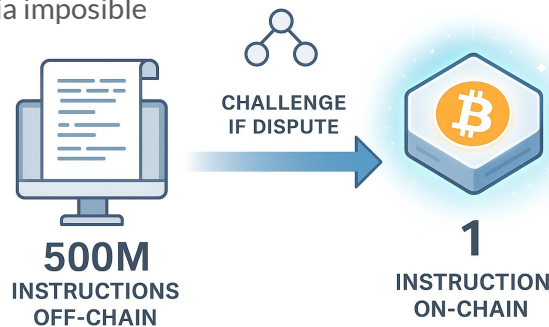 ia imposible
CHALLENGE
IF DISPUTE
500M
INSTRUCTIONS
OFF-CHAIN
1
INSTRUCTION
ON-CHAIN